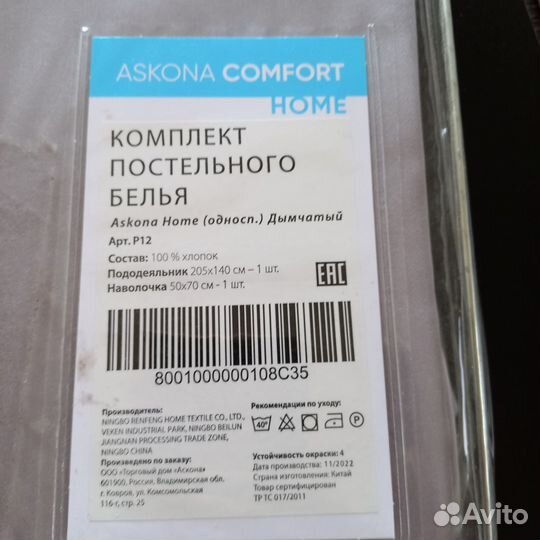 ASKONA COMFORT
HOME
КОМПЛЕКТ
ПОСТЕЛЬНОГО
БЕЛЬЯ
Askona Home (односп.) Дымчатый
Арт. P12
Состав: 100 % хлопок
Пододеяльник 205x140 см – 1 шт.
Наволочка 50x70 см - 1 шт.
EAC
8001000000108C35
Производитель:
NINGBO RENFENG HOME TEXTILE CO., LTD.,
VEKEN INDUSTRIAL PARK, NINGBO BEILUN
JIANGNAN PROCESSING TRADE ZONE,
NINGBO CHINA
Произведено по заказу:
ООО «Торговый дом «Аскона»
601900, Россия, Владимирская обл.
г. Ковров, ул. Комсомольская
116-г, стр. 25
Рекомендации по уходу:
40° P
Устойчивость окраски: 4
Дата производства: 11/2022
Страна изготовления: Китай
Товар сертифицирован
ТР ТС 017/2011
Avito